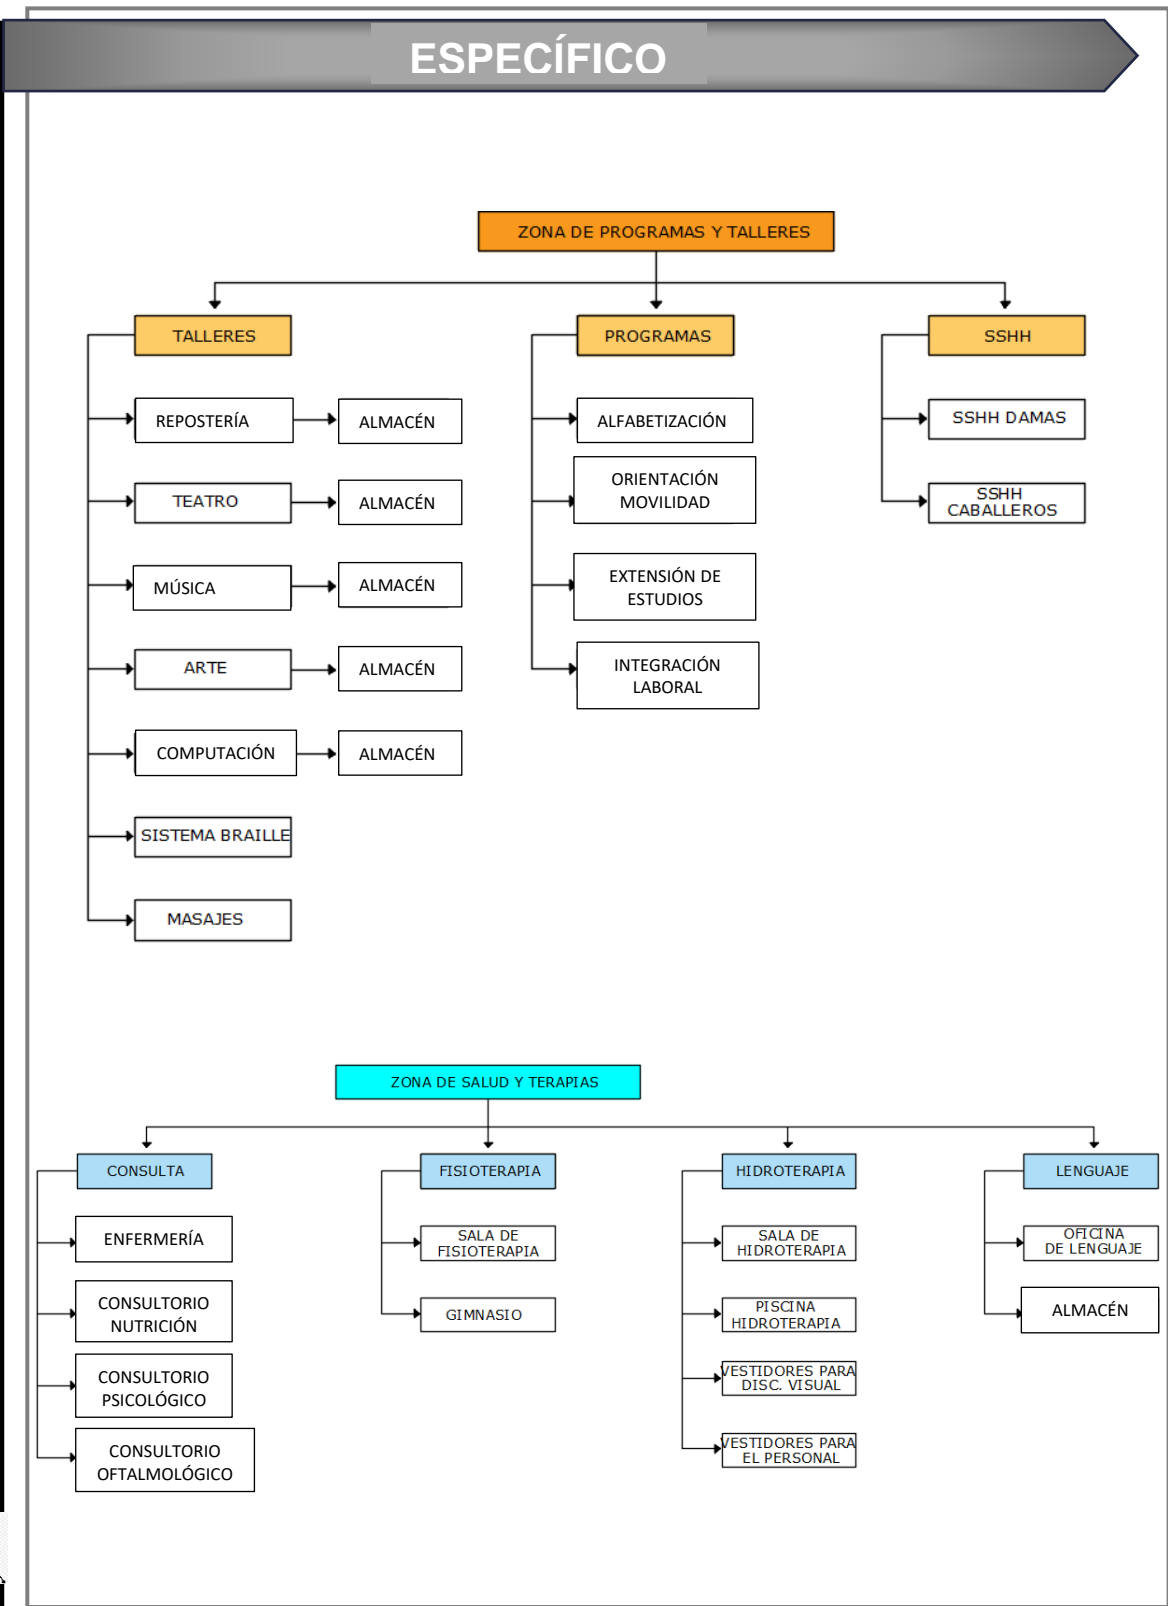 ESPECÍFICO
ZONA DE PROGRAMAS Y TALLERES
TALLERES
PROGRAMAS
SSHH
REPOSTERÍA
ALMACÉN
ALFABETIZACIÓN
SSHH DAMAS
TEATRO
ALMACÉN
ORIENTACIÓN
MOVILIDAD
SSHH
CABALLEROS
MÚSICA
ALMACÉN
EXTENSIÓN DE
ESTUDIOS
ARTE
ALMACÉN
INTEGRACIÓN
LABORAL
COMPUTACIÓN
ALMACÉN
SISTEMA BRAILLE
MASAJES
ZONA DE SALUD Y TERAPIAS
CONSULTA
FISIOTERAPIA
HIDROTERAPIA
LENGUAJE
ENFERMERÍA
SALA DE
FISIOTERAPIA
SALA DE
HIDROTERAPIA
OFICINA
DE LENGUAJE
CONSULTORIO
NUTRICIÓN
GIMNASIO
PISCINA
HIDROTERAPIA
ALMACÉN
CONSULTORIO
PSICOLÓGICO
VESTIDORES PARA
DISC. VISUAL
CONSULTORIO
OFTALMOLÓGICO
VESTIDORES PARA
EL PERSONAL